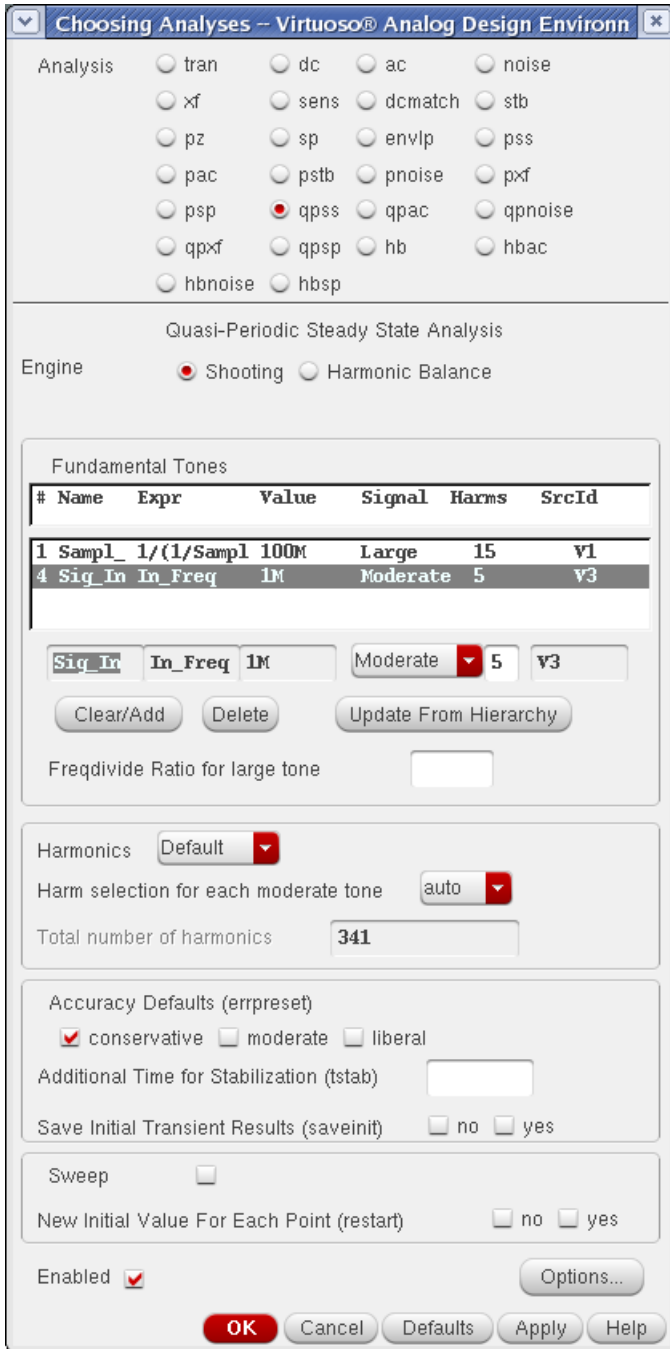 Choosing Analyses -- Virtuoso® Analog Design Environn
Analysis tran dc ac noise
xf sens dcmatch stb
pz sp envlp pss
pac pstb pnoise pxf
psp qpss qpac qpnoise
qpxf qpsp hb hbac
hbnoise hbsp
Quasi-Periodic Steady State Analysis
Engine Shooting Harmonic Balance
Fundamental Tones
# Name Expr Value Signal Harms SrcId
1 Sampl_ 1/(1/Sampl 100M Large 15 V1
4 Sig_In In_Freq 1M Moderate 5 V3
Sig_In In_Freq 1M Moderate 5 V3
Clear/Add Delete Update From Hierarchy
Freqdivide Ratio for large tone
Harmonics Default
Harm selection for each moderate tone auto
Total number of harmonics 341
Accuracy Defaults (errpreset)
conservative moderate liberal
Additional Time for Stabilization (tstab)
Save Initial Transient Results (saveinit) no yes
Sweep
New Initial Value For Each Point (restart) no yes
Enabled Options...
OK Cancel Defaults Apply Help